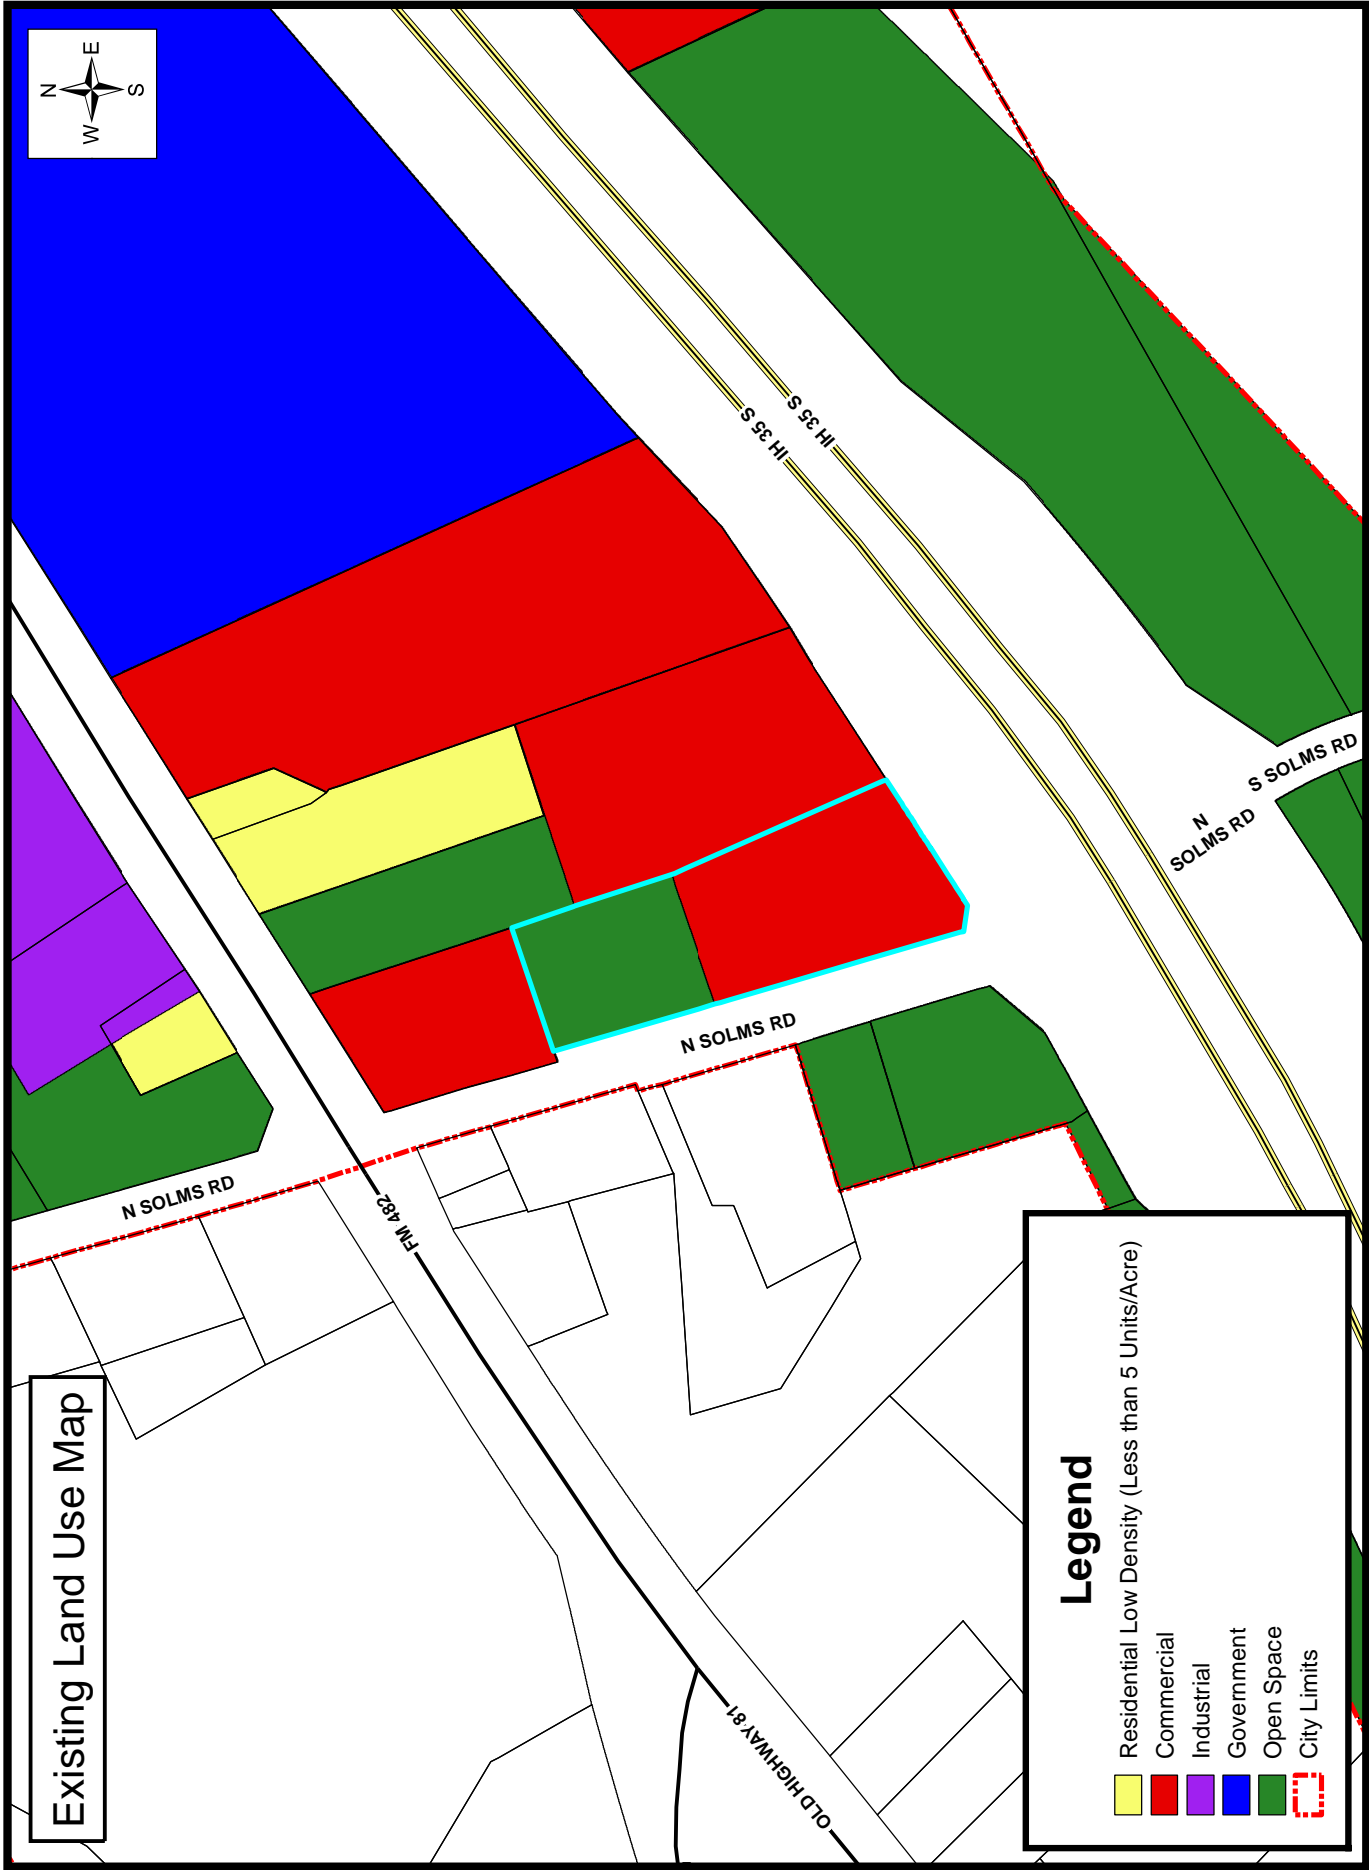 Existing Land Use Map
N
E
S
W
IH 35 S
IH 35 S
S SOLMS RD
N
SOLMS RD
N SOLMS RD
N SOLMS RD
FM 482
OLD HIGHWAY 81
Legend
Residential Low Density (Less than 5 Units/Acre)
Commercial
Industrial
Government
Open Space
City Limits